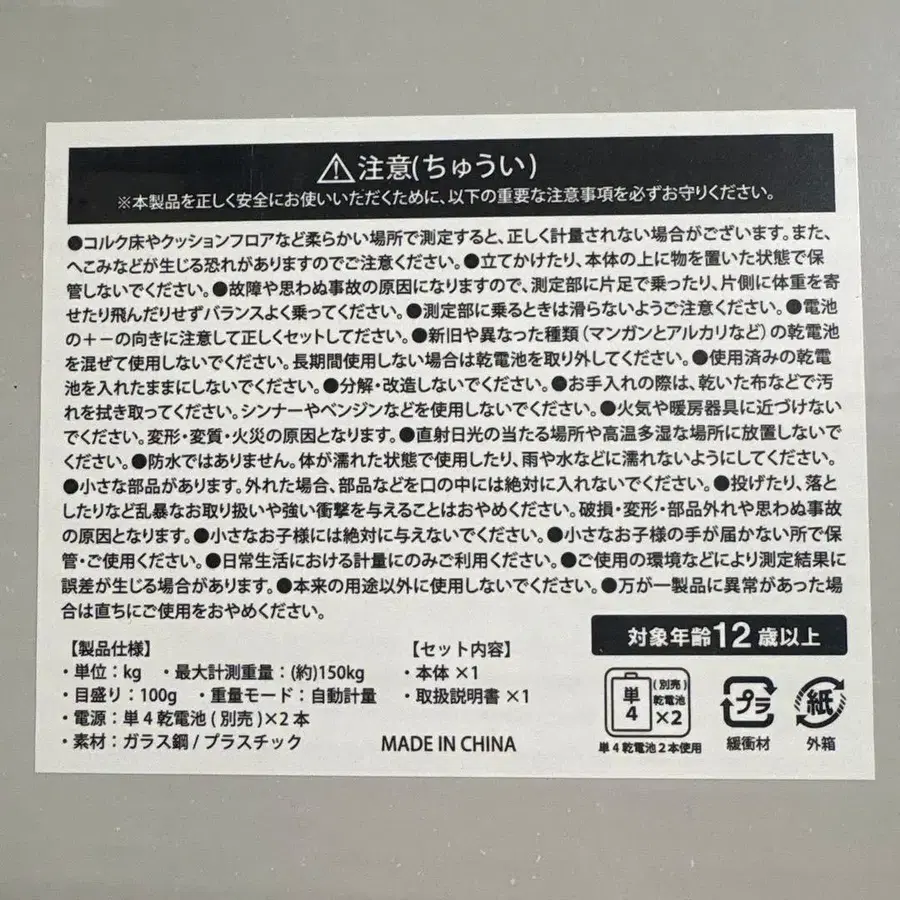 ⚠注意(ちゅうい)
※本製品を正しく安全にお使いいただくために、以下の重要な注意事項を必ずお守りください。
●コルク床やクッションフロアなど柔らかい場所で測定すると、正しく計量されない場合がございます。また、
へこみなどが生じる恐れがありますのでご注意ください。●立てかけたり、本体の上に物を置いた状態で保
管しないでください。●故障や思わぬ事故の原因になりますので、測定部に片足で乗ったり、片側に体重を寄
せたり飛んだりせずバランスよく乗ってください。●測定部に乗るときは滑らないようご注意ください。●電池
の+−の向きに注意して正しくセットしてださい。●新旧や異なった種類(マンガンとアルカリなど)の乾電池
を混ぜて使用しないでください。長期間使用しない場合は乾電池を取り外してください。●使用済みの乾電
池を入れたままにしないでください。●分解・改造しないでください。●お手入れの際は、乾いた布などで汚
れを拭き取ってください。シンナーやベンジンなどを使用しないでください。●火気や暖房器具に近づけない
でください。変形・変質・火災の原因となります。●直射日光の当たる場所や高温多湿な場所に放置しないで
ください。●防水ではありません。体が濡れた状態で使用したり、雨や水などに濡れないようにしてください。
●小さな部品があります。外れた場合、部品などを口の中には絶対に入れないでください。●投げたり、落と
したりなど乱暴なお取り扱いや強い衝撃を与えることはおやめください。破損・変形・部品外れや思わぬ事故
の原因となります。●小さなお子様には絶対に与えないでください。●小さなお子様の手が届かない所で保
管・ご使用ください。●日常生活における計量にのみご利用ください。●ご使用の環境などにより測定結果に
誤差が生じる場合があります。●本来の用途以外に使用しないでください。●万が一製品に異常があった場
合は直ちにご使用をおやめください。
【製品仕様】
・単位:kg ・最大計測重量:(約)150kg
・目盛り:100g ・重量モード:自動計量
・電源:単4乾電池(別売)×2本
・素材:ガラス鋼/プラスチック
【セット内容】
・本体×1
・取扱説明書×1
MADE IN CHINA
対象年齢12歳以上
単4
(別売)
乾電池
×2
単4乾電池2本使用
プラ
緩衝材
紙
外箱